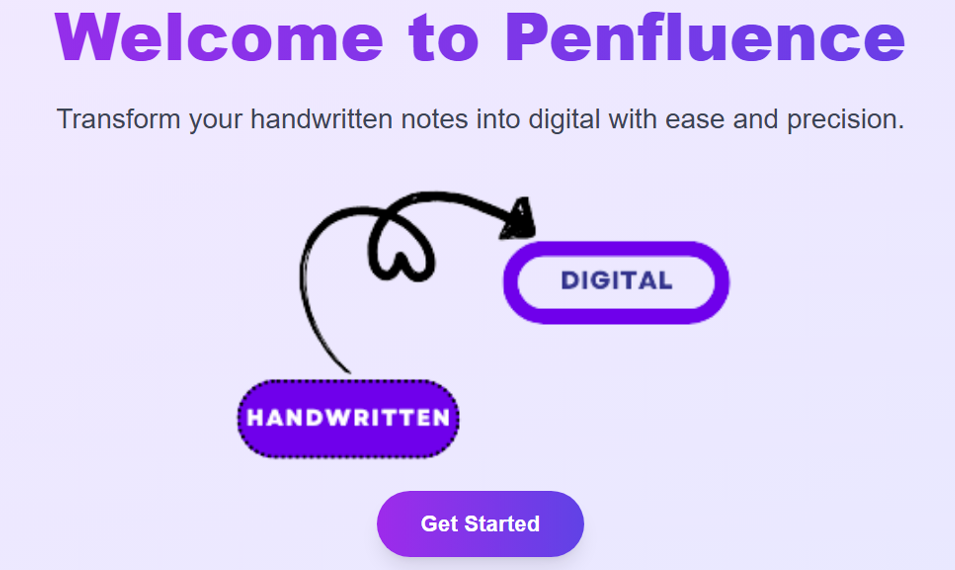 Welcome to Penfluence
Transform your handwritten notes into digital with ease and precision.
DIGITAL
HANDWRITTEN
Get Started